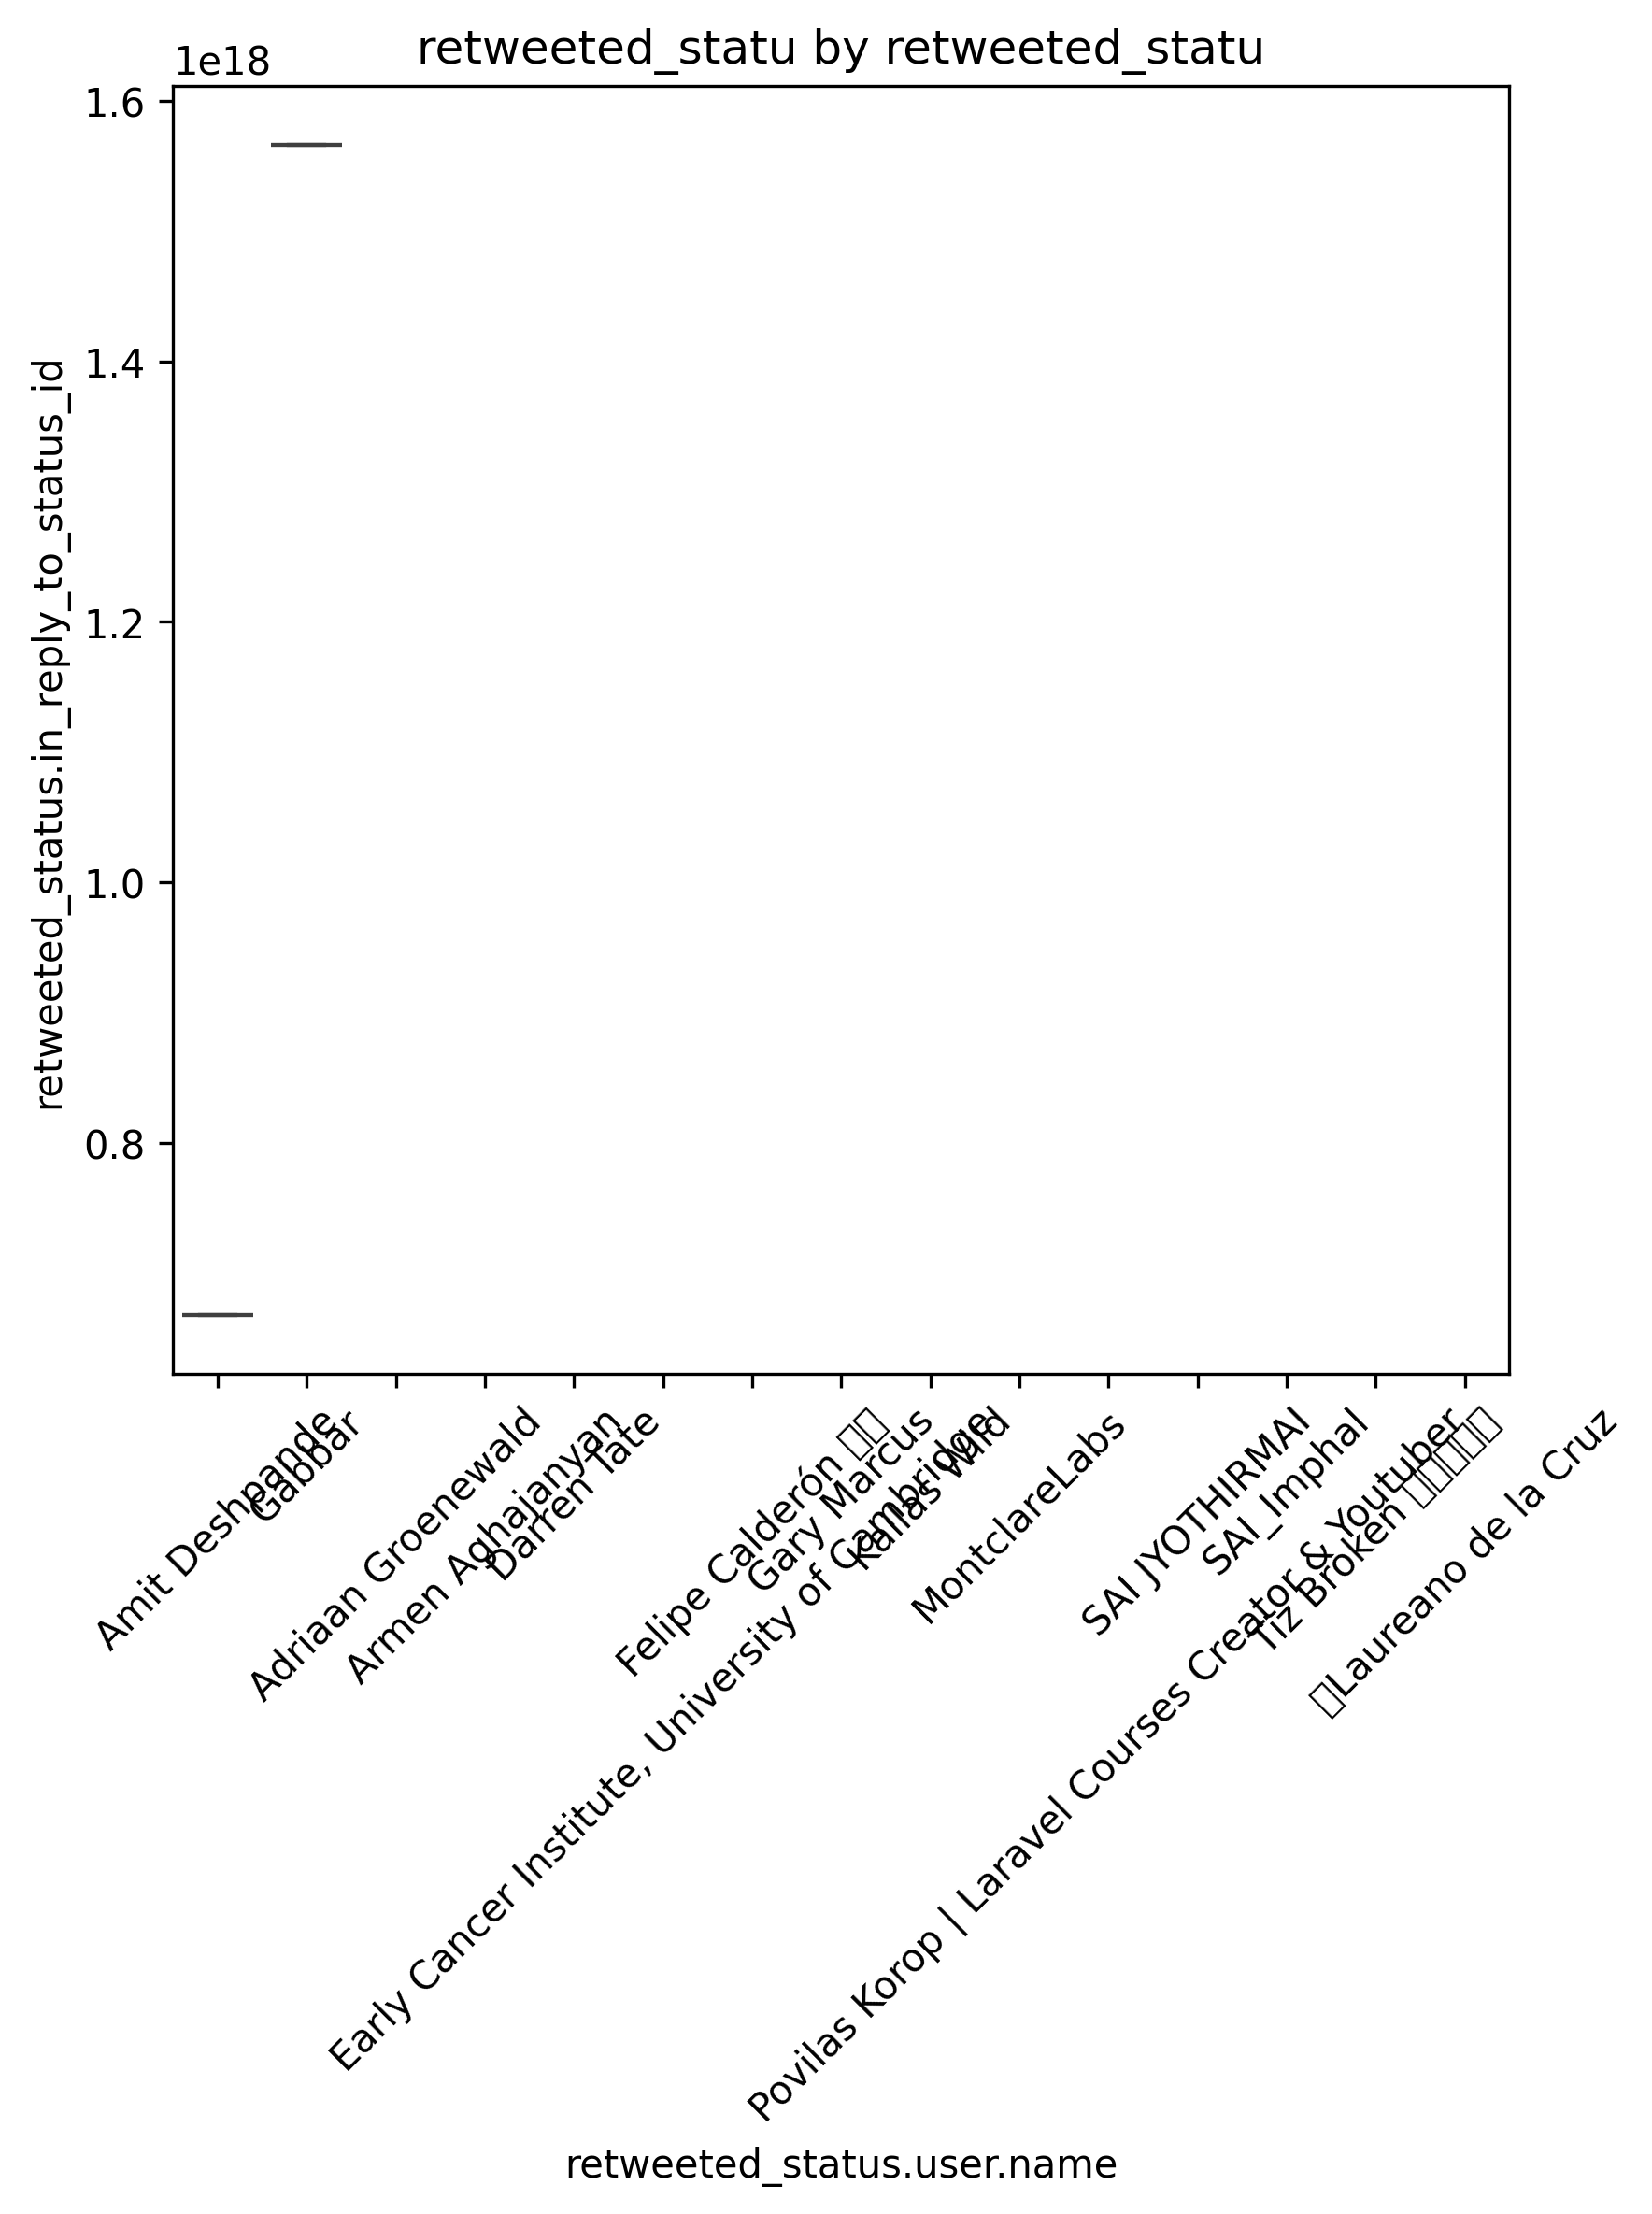 retweeted_statu by retweeted_statu
1e18
1.6
1.4
1.2
1.0
0.8
retweeted_status.in_reply_to_status_id
Amit Deshpande
Gabbar
Adriaan Groenewald
Armen Aghajanyan
Darren Tate
Early Cancer Institute, University of Cambridge
Felipe Calderón
Gary Marcus
Kallas Wild
MontclareLabs
Povilas Korop | Laravel Courses Creator & Youtuber
SAI JYOTHIRMAI
SAI_Imphal
Tiz Broken
Laureano de la Cruz
retweeted_status.user.name